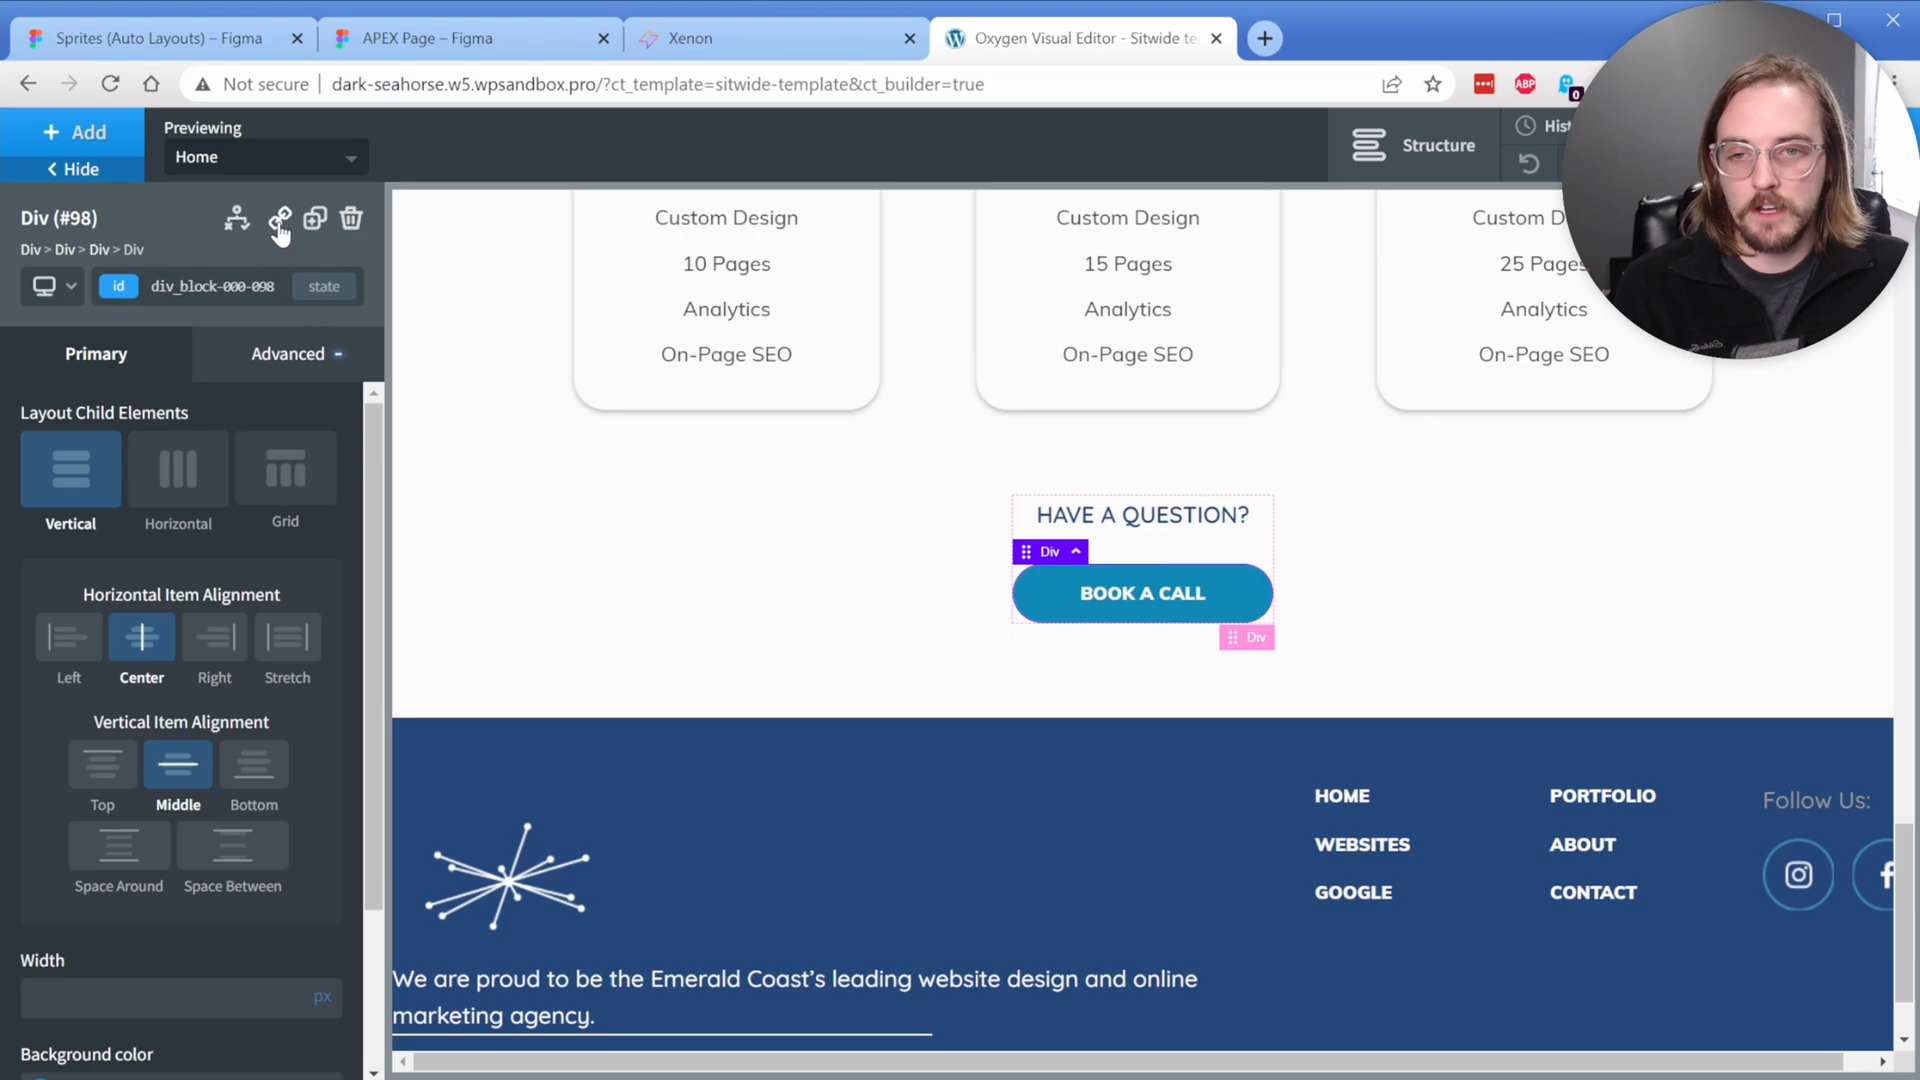 Sprites (Auto Layouts) – Figma
APEX Page – Figma
Xenon
Oxygen Visual Editor - Sitwide te
Not secure
dark-seahorse.w5.wpsandbox.pro/?ct_template=sitwide-template&ct_builder=true
ABP
0
+ Add
Hide
Previewing
Home
Structure
Hist
Div (#98)
Div > Div > Div > Div
id
div_block-000-098
state
Primary
Advanced
Layout Child Elements
Vertical
Horizontal
Grid
Horizontal Item Alignment
Left
Center
Right
Stretch
Vertical Item Alignment
Top
Middle
Bottom
Space Around
Space Between
Width
px
Background color
Custom Design
10 Pages
Analytics
On-Page SEO
Custom Design
15 Pages
Analytics
On-Page SEO
Custom D
25 Pages
Analytics
On-Page SEO
HAVE A QUESTION?
Div
BOOK A CALL
Div
HOME
WEBSITES
GOOGLE
PORTFOLIO
ABOUT
CONTACT
Follow Us:
We are proud to be the Emerald Coast’s leading website design and online
marketing agency.